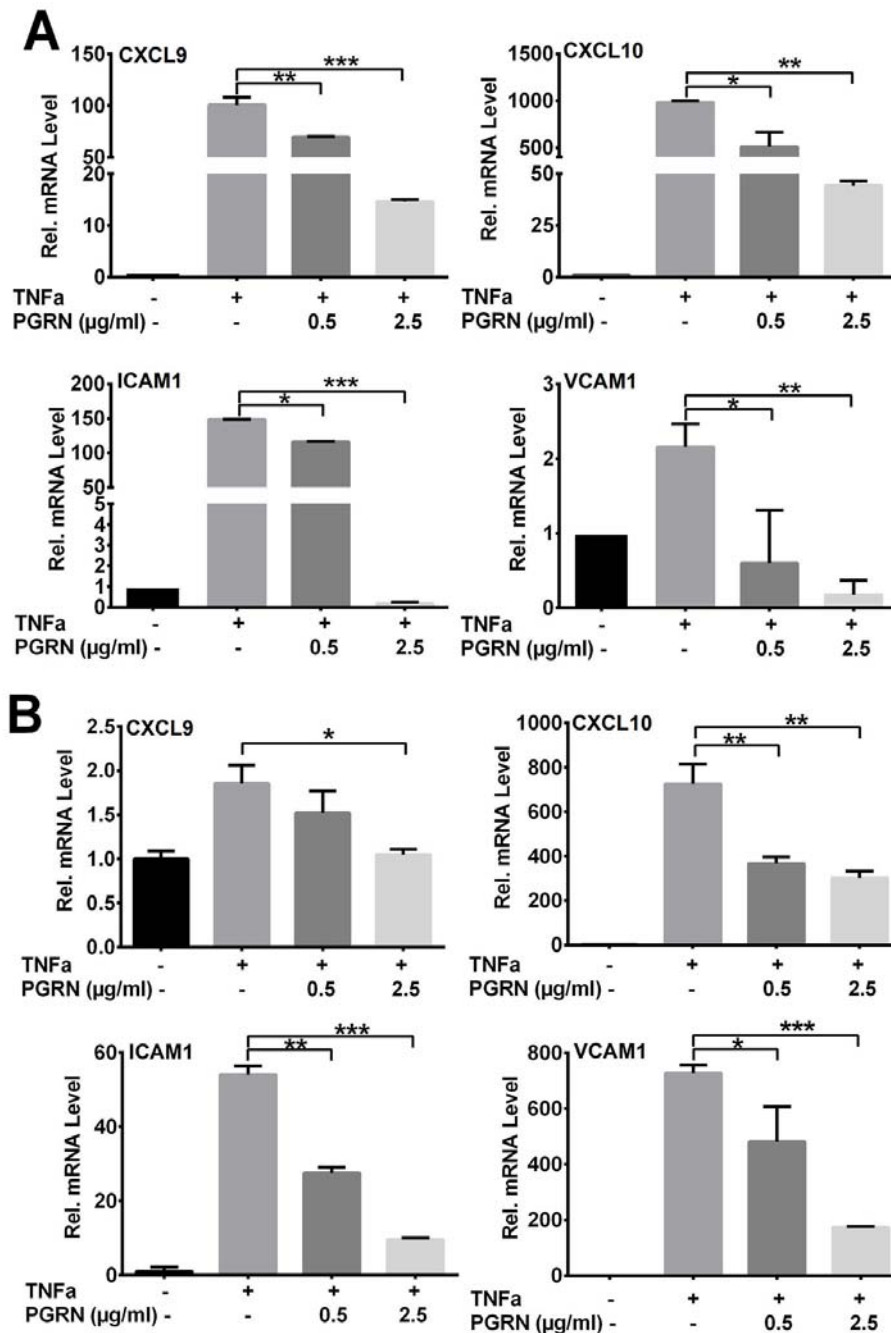 A
CXCL9
Rel. mRNA Level
150
100
50
20
10
0
**
***
TNFa - + + +
PGRN (µg/ml) - - 0.5 2.5
CXCL10
Rel. mRNA Level
1500
1000
500
50
25
0
*
**
- + + +
- - 0.5 2.5
ICAM1
Rel. mRNA Level
200
150
100
50
5
4
3
2
1
0
*
***
TNFa - + + +
PGRN (µg/ml) - - 0.5 2.5
VCAM1
Rel. mRNA Level
3
2
1
0
*
**
TNFa - + + +
PGRN (µg/ml) - - 0.5 2.5
B
CXCL9
Rel. mRNA Level
2.5
2.0
1.5
1.0
0.5
0.0
*
TNFa - + + +
PGRN (µg/ml) - - 0.5 2.5
CXCL10
Rel. mRNA Level
1000
800
600
400
200
0
**
**
TNFa - + + +
PGRN (µg/ml) - - 0.5 2.5
ICAM1
Rel. mRNA Level
60
40
20
0
**
***
TNFa - + + +
PGRN (µg/ml) - - 0.5 2.5
VCAM1
Rel. mRNA Level
800
600
400
200
0
*
***
TNFa - + + +
PGRN (µg/ml) - - 0.5 2.5